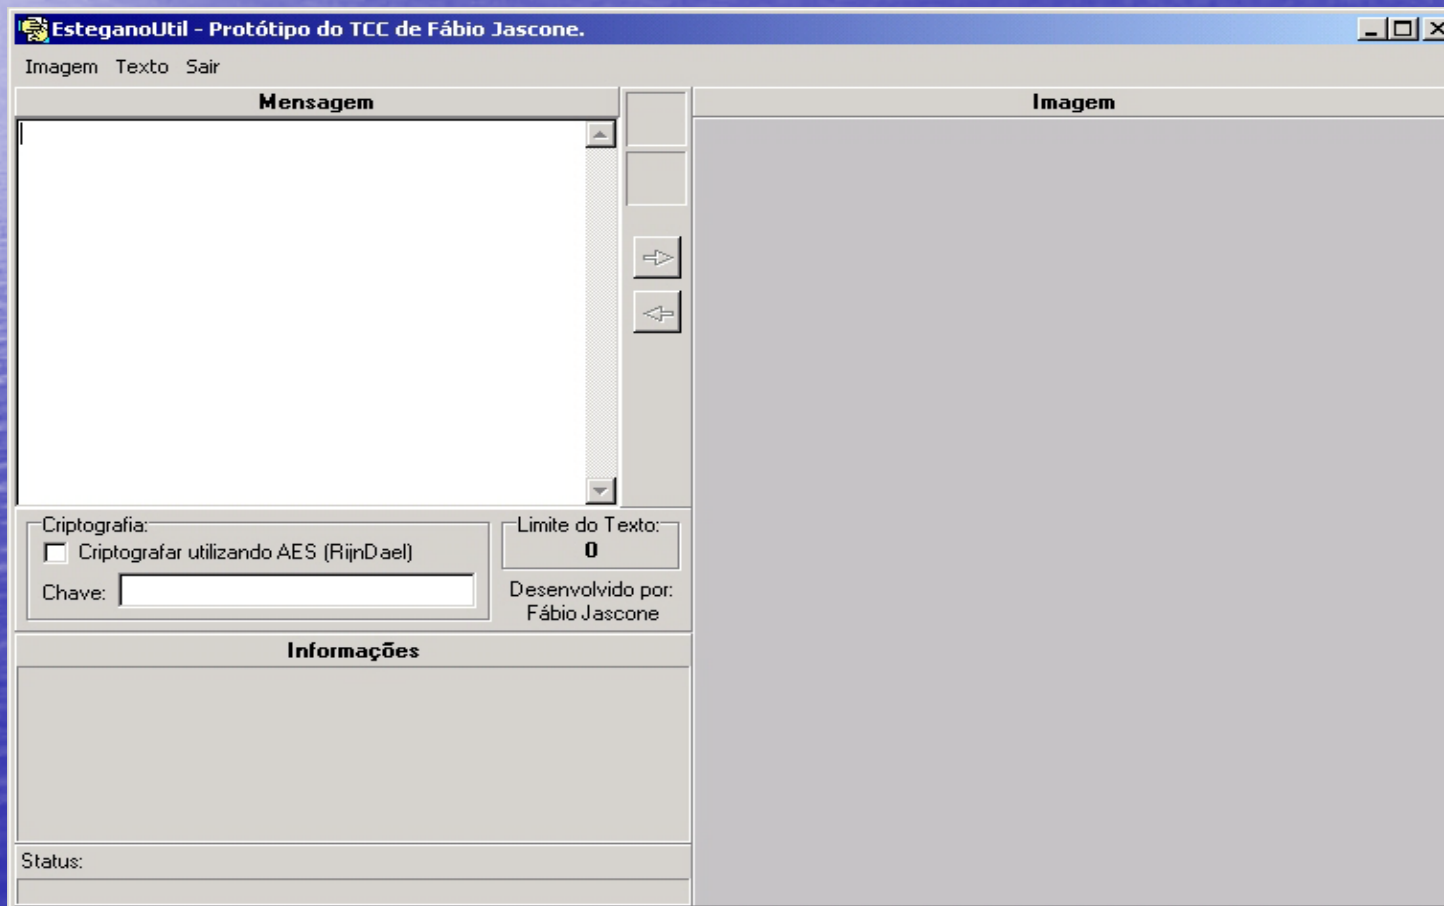 EsteganoUtil - Protótipo do TCC de Fábio Jascone.
Imagem Texto Sair
Mensagem
Imagem
Criptografia:
Criptografar utilizando AES (RijnDael)
Chave:
Limite do Texto:
0
Desenvolvido por:
Fábio Jascone
Informações
Status: